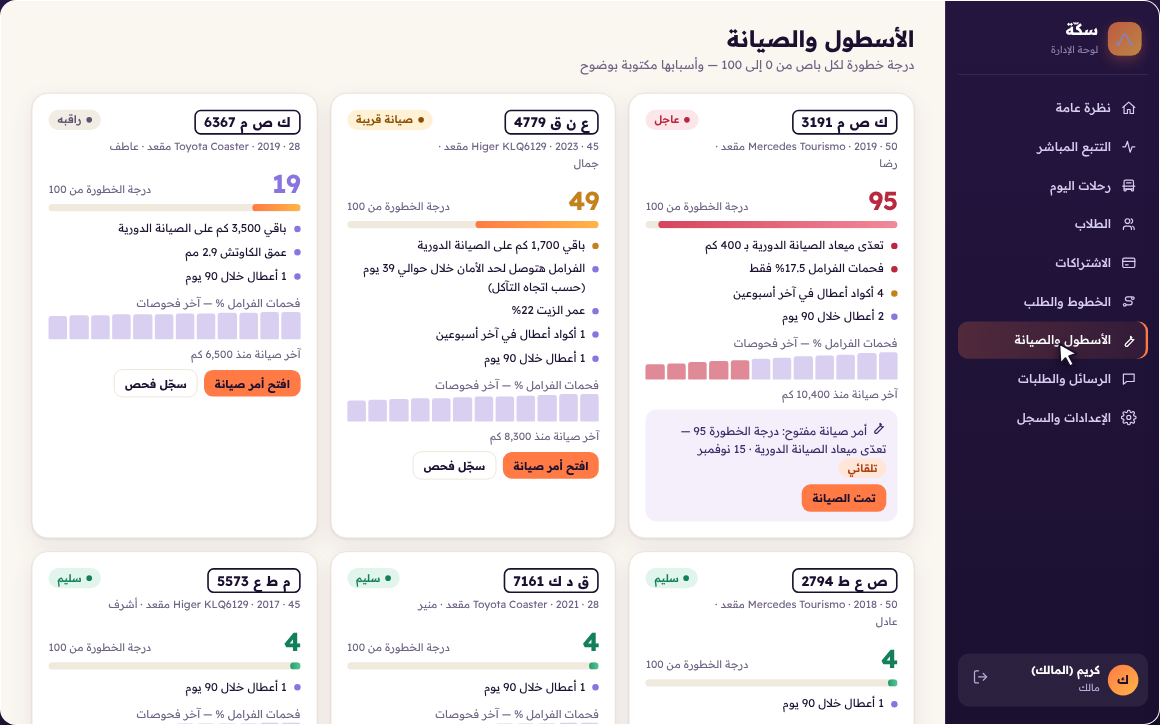 سكّة
لوحة الإدارة
نظرة عامة
التتبع المباشر
رحلات اليوم
الطلاب
الاشتراكات
الخطوط والطلب
الأسطول والصيانة
الرسائل والطلبات
الإعدادات والسجل
ك
كريم (المالك)
مالك
الأسطول والصيانة
درجة خطورة لكل باص من 0 إلى 100 — وأسبابها مكتوبة بوضوح
ك ص م 3191
عاجل
Mercedes Tourismo · 2019 · 50 مقعد ·
رضا
95
درجة الخطورة من 100
تعدّى ميعاد الصيانة الدورية بـ 400 كم
فحمات الفرامل 17.5% فقط
4 أكواد أعطال في آخر أسبوعين
2 أعطال خلال 90 يوم
فحمات الفرامل % — آخر فحوصات
آخر صيانة منذ 10,400 كم
أمر صيانة مفتوح: درجة الخطورة 95 —
تعدّى ميعاد الصيانة الدورية · 15 نوفمبر
تلقائي
تمت الصيانة
ع ن ق 4779
صيانة قريبة
Higer KLQ6129 · 2023 · 45 مقعد ·
جمال
49
درجة الخطورة من 100
باقي 1,700 كم على الصيانة الدورية
الفرامل هتوصل لحد الأمان خلال حوالي 39 يوم
(حسب اتجاه التآكل)
عمر الزيت 22%
1 أكواد أعطال في آخر أسبوعين
1 أعطال خلال 90 يوم
فحمات الفرامل % — آخر فحوصات
آخر صيانة منذ 8,300 كم
افتح أمر صيانة
سجّل فحص
ك ص م 6367
راقبه
Toyota Coaster · 2019 · 28 مقعد · عاطف
19
درجة الخطورة من 100
باقي 3,500 كم على الصيانة الدورية
عمق الكاوتش 2.9 مم
1 أعطال خلال 90 يوم
فحمات الفرامل % — آخر فحوصات
آخر صيانة منذ 6,500 كم
افتح أمر صيانة
سجّل فحص
ص ع ط 2794
سليم
Mercedes Tourismo · 2018 · 50 مقعد ·
عادل
4
درجة الخطورة من 100
1 أعطال خلال 90 يوم
ق د ك 7161
سليم
Toyota Coaster · 2021 · 28 مقعد · منير
4
درجة الخطورة من 100
1 أعطال خلال 90 يوم
فحمات الفرامل % — آخر فحوصات
م ط ع 5573
سليم
Higer KLQ6129 · 2017 · 45 مقعد · أشرف
4
درجة الخطورة من 100
1 أعطال خلال 90 يوم
فحمات الفرامل % — آخر فحوصات